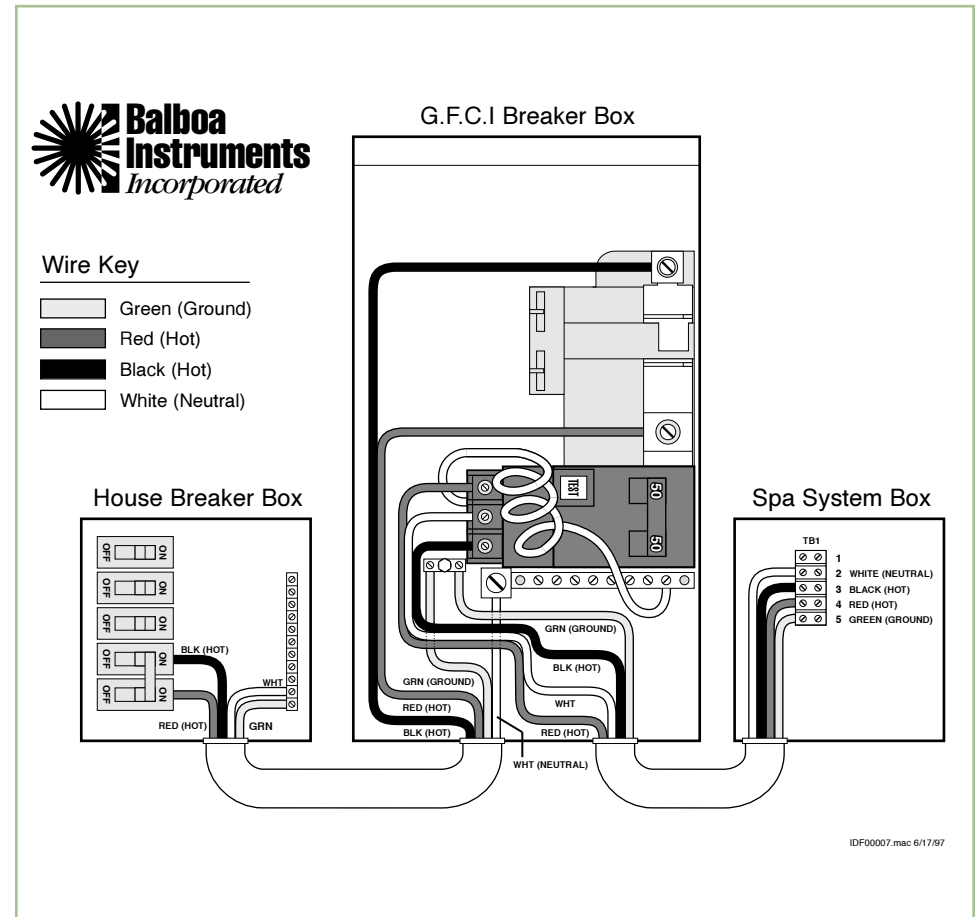 Balboa
Instruments
Incorporated
G.F.C.I Breaker Box
Wire Key
Green (Ground)
Red (Hot)
Black (Hot)
White (Neutral)
TEST
50
50
House Breaker Box
OFF ON
OFF ON
OFF ON
OFF ON
OFF ON
BLK (HOT)
WHT
RED (HOT)
GRN
GRN (GROUND)
BLK (HOT)
GRN (GROUND)
WHT
RED (HOT)
BLK (HOT)
RED (HOT)
WHT (NEUTRAL)
Spa System Box
TB1
1
2 WHITE (NEUTRAL)
3 BLACK (HOT)
4 RED (HOT)
5 GREEN (GROUND)
IDF00007.mac 6/17/97